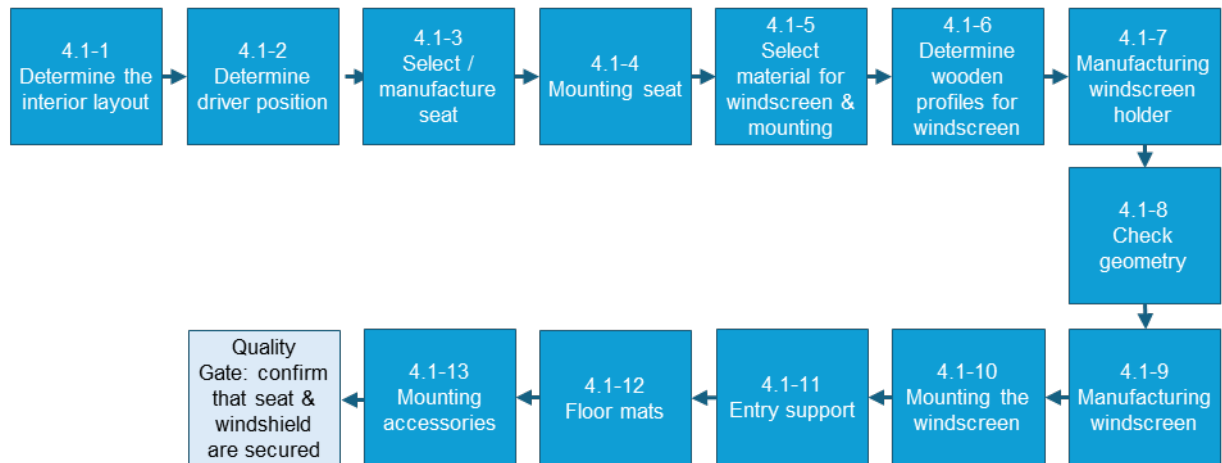 4.1-1
Determine the
interior layout
4.1-2
Determine
driver position
4.1-3
Select /
manufacture
seat
4.1-4
Mounting seat
4.1-5
Select
material for
windscreen &
mounting
4.1-6
Determine
wooden
profiles for
windscreen
4.1-7
Manufacturing
windscreen
holder
4.1-8
Check
geometry
4.1-9
Manufacturing
windscreen
4.1-10
Mounting the
windscreen
4.1-11
Entry support
4.1-12
Floor mats
4.1-13
Mounting
accessories
Quality
Gate: confirm
that seat &
windshield
are secured